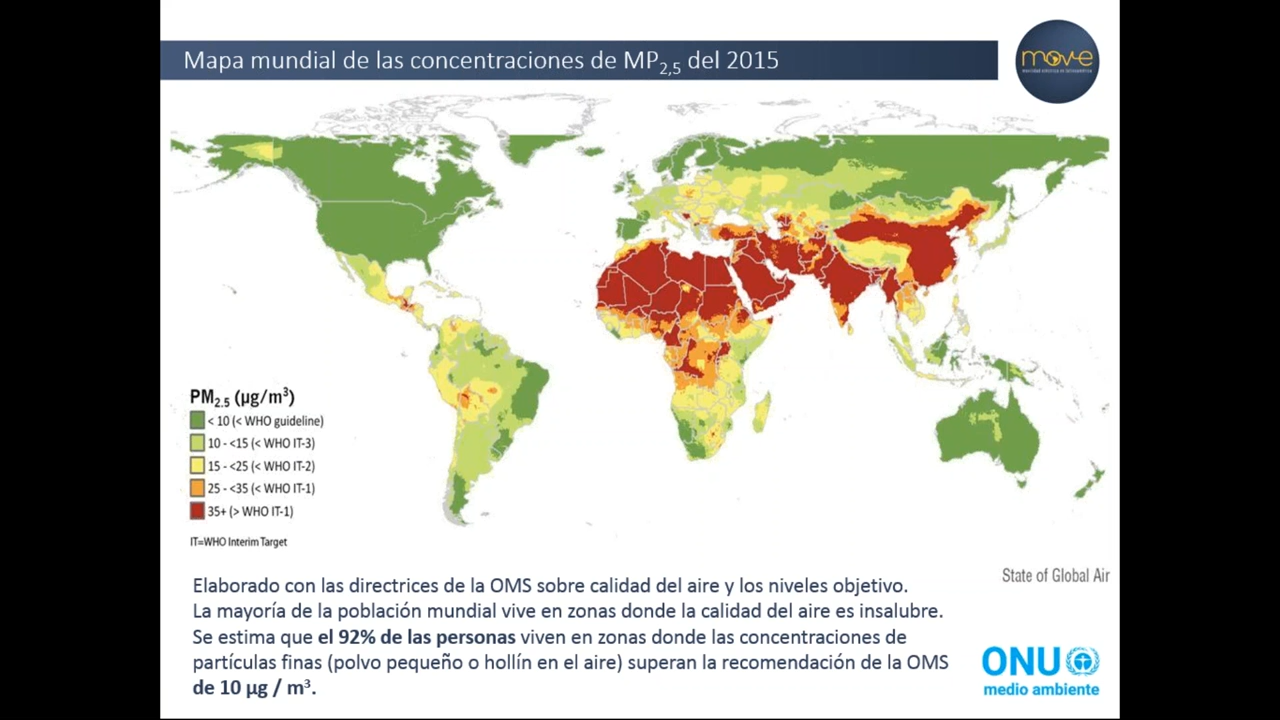 Mapa mundial de las concentraciones de MP2,5 del 2015
move
movilidad eléctrica en latinoamérica
PM2.5 (µg/m³)
< 10 (< WHO guideline)
10 - <15 (< WHO IT-3)
15 - <25 (< WHO IT-2)
25 - <35 (< WHO IT-1)
35+ (> WHO IT-1)
IT=WHO Interim Target
State of Global Air
Elaborado con las directrices de la OMS sobre calidad del aire y los niveles objetivo.
La mayoría de la población mundial vive en zonas donde la calidad del aire es insalubre.
Se estima que el 92% de las personas viven en zonas donde las concentraciones de
partículas finas (polvo pequeño o hollín en el aire) superan la recomendación de la OMS
de 10 µg / m³.
ONU
medio ambiente